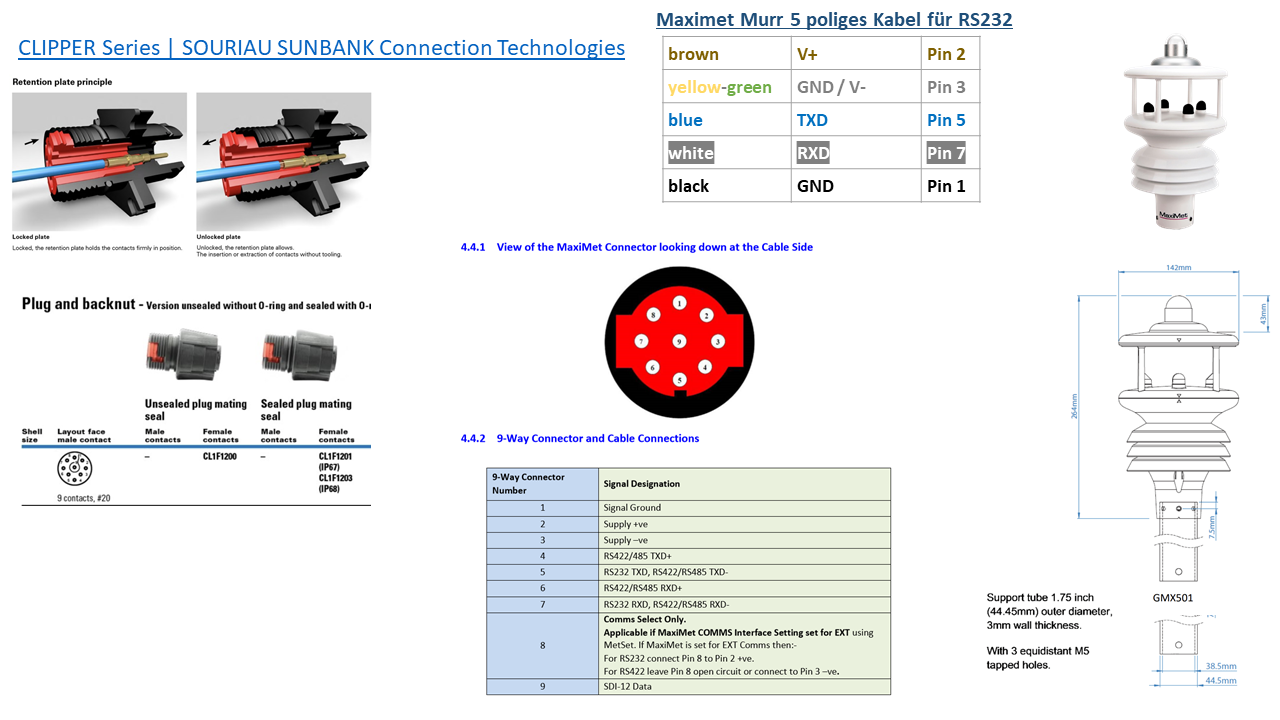 CLIPPER Series | SOURIAU SUNBANK Connection Technologies
Retention plate principle
Locked plate
Locked, the retention plate holds the contacts firmly in position.
Unlocked plate
Unlocked, the retention plate allows.
The insertion or extraction of contacts without tooling.
Plug and backnut - Version unsealed without O-ring and sealed with O-
Unsealed plug mating seal
Sealed plug mating seal
Shell size
Layout face male contact
Male contacts
Female contacts
Male contacts
Female contacts
– CL1F1200 – CL1F1201
(IP67)
CL1F1203
(IP68)
9 contacts, #20
Maximet Murr 5 poliges Kabel für RS232
brown V+ Pin 2
yellow-green GND / V- Pin 3
blue TXD Pin 5
white RXD Pin 7
black GND Pin 1
4.4.1 View of the MaxiMet Connector looking down at the Cable Side
1
8 2
7 9 3
6 4
5
4.4.2 9-Way Connector and Cable Connections
9-Way Connector Number Signal Designation
1 Signal Ground
2 Supply +ve
3 Supply –ve
4 RS422/485 TXD+
5 RS232 TXD, RS422/RS485 TXD-
6 RS422/RS485 RXD+
7 RS232 RXD, RS422/RS485 RXD-
8 Comms Select Only.
Applicable if MaxiMet COMMS Interface Setting set for EXT using
MetSet. If MaxiMet is set for EXT Comms then:-
For RS232 connect Pin 8 to Pin 2 +ve.
For RS422 leave Pin 8 open circuit or connect to Pin 3 –ve.
9 SDI-12 Data
MaxiMet
142mm
43mm
264mm
7.5mm
Support tube 1.75 inch
(44.45mm) outer diameter,
3mm wall thickness.
With 3 equidistant M5
tapped holes.
GMX501
38.5mm
44.5mm